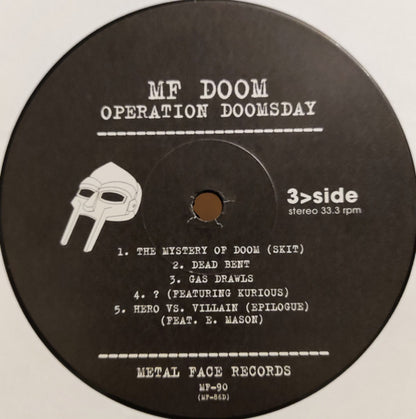 MF DOOM
OPERATION DOOMSDAY
3>side
stereo 33.3 rpm
1. THE MYSTERY OF DOOM (SKIT)
2. DEAD BENT
3. GAS DRAWLS
4. ? (FEATURING KURIOUS)
5. HERO VS. VILLAIN (EPILOGUE)
(FEAT. E. MASON)
METAL FACE RECORDS
MF-90
(MF-86D)